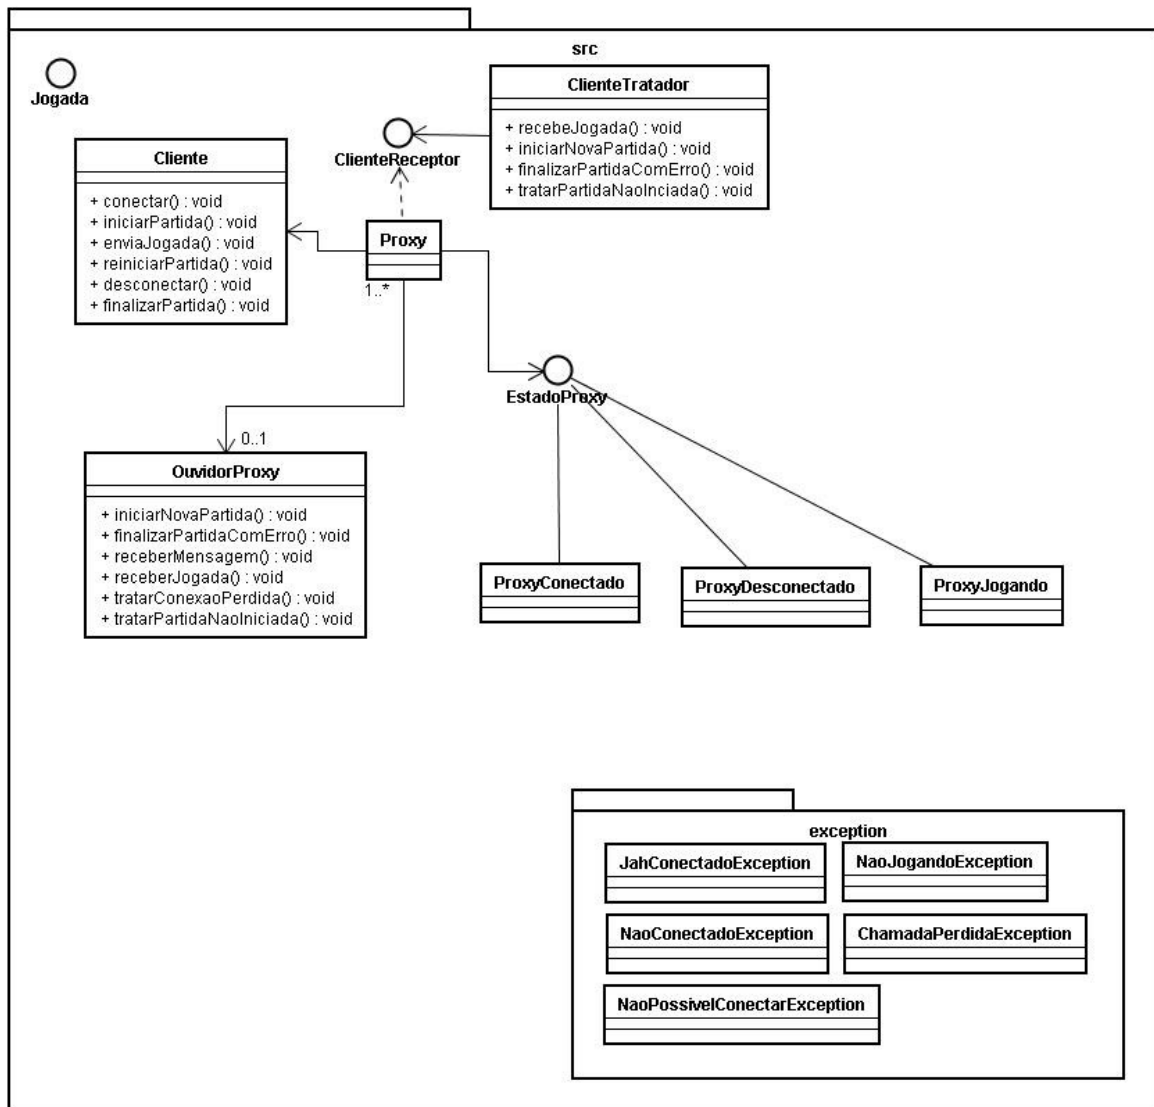 src
Jogada
ClienteTratador
+ recebeJogada() : void
+ iniciarNovaPartida() : void
+ finalizarPartidaComErro() : void
+ tratarPartidaNaoInciada() : void
ClienteReceptor
Cliente
+ conectar() : void
+ iniciarPartida() : void
+ enviaJogada() : void
+ reiniciarPartida() : void
+ desconectar() : void
+ finalizarPartida() : void
Proxy
1..*
EstadoProxy
0..1
OuvidorProxy
+ iniciarNovaPartida() : void
+ finalizarPartidaComErro() : void
+ receberMensagem() : void
+ receberJogada() : void
+ tratarConexaoPerdida() : void
+ tratarPartidaNaoIniciada() : void
ProxyConectado
ProxyDesconectado
ProxyJogando
exception
JahConectadoException
NaoJogandoException
NaoConectadoException
ChamadaPerdidaException
NaoPossivelConectarException